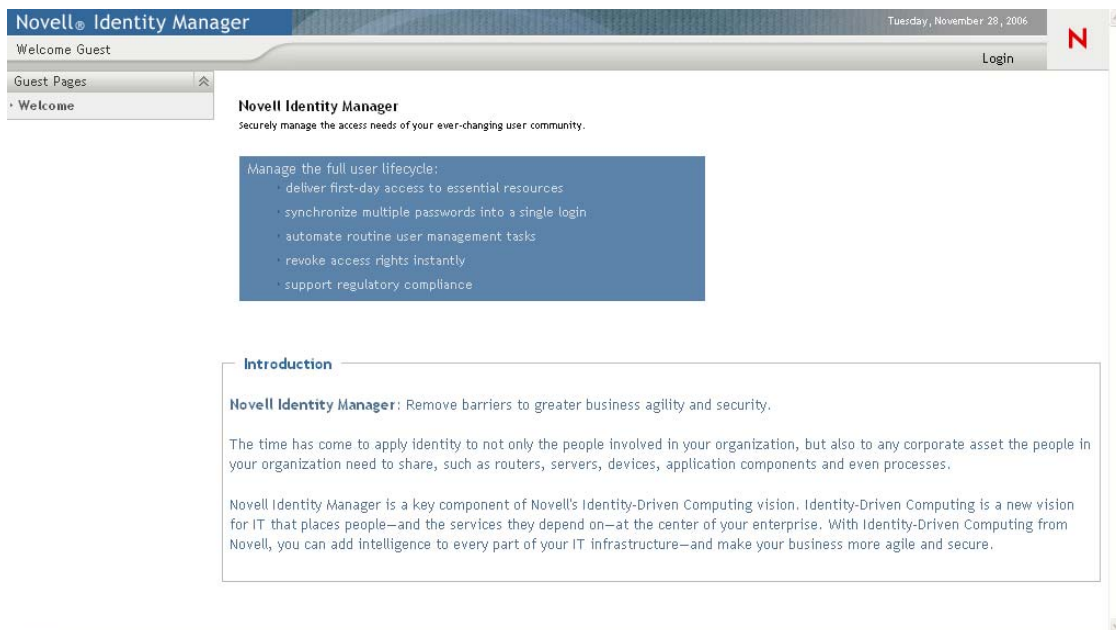 Novell® Identity Manager
Tuesday, November 28, 2006
N
Welcome Guest
Login
Guest Pages
· Welcome
Novell Identity Manager
Securely manage the access needs of your ever-changing user community.
Manage the full user lifecycle:
· deliver first-day access to essential resources
· synchronize multiple passwords into a single login
· automate routine user management tasks
· revoke access rights instantly
· support regulatory compliance
Introduction
Novell Identity Manager: Remove barriers to greater business agility and security.
The time has come to apply identity to not only the people involved in your organization, but also to any corporate asset the people in
your organization need to share, such as routers, servers, devices, application components and even processes.
Novell Identity Manager is a key component of Novell's Identity-Driven Computing vision. Identity-Driven Computing is a new vision
for IT that places people—and the services they depend on—at the center of your enterprise. With Identity-Driven Computing from
Novell, you can add intelligence to every part of your IT infrastructure—and make your business more agile and secure.